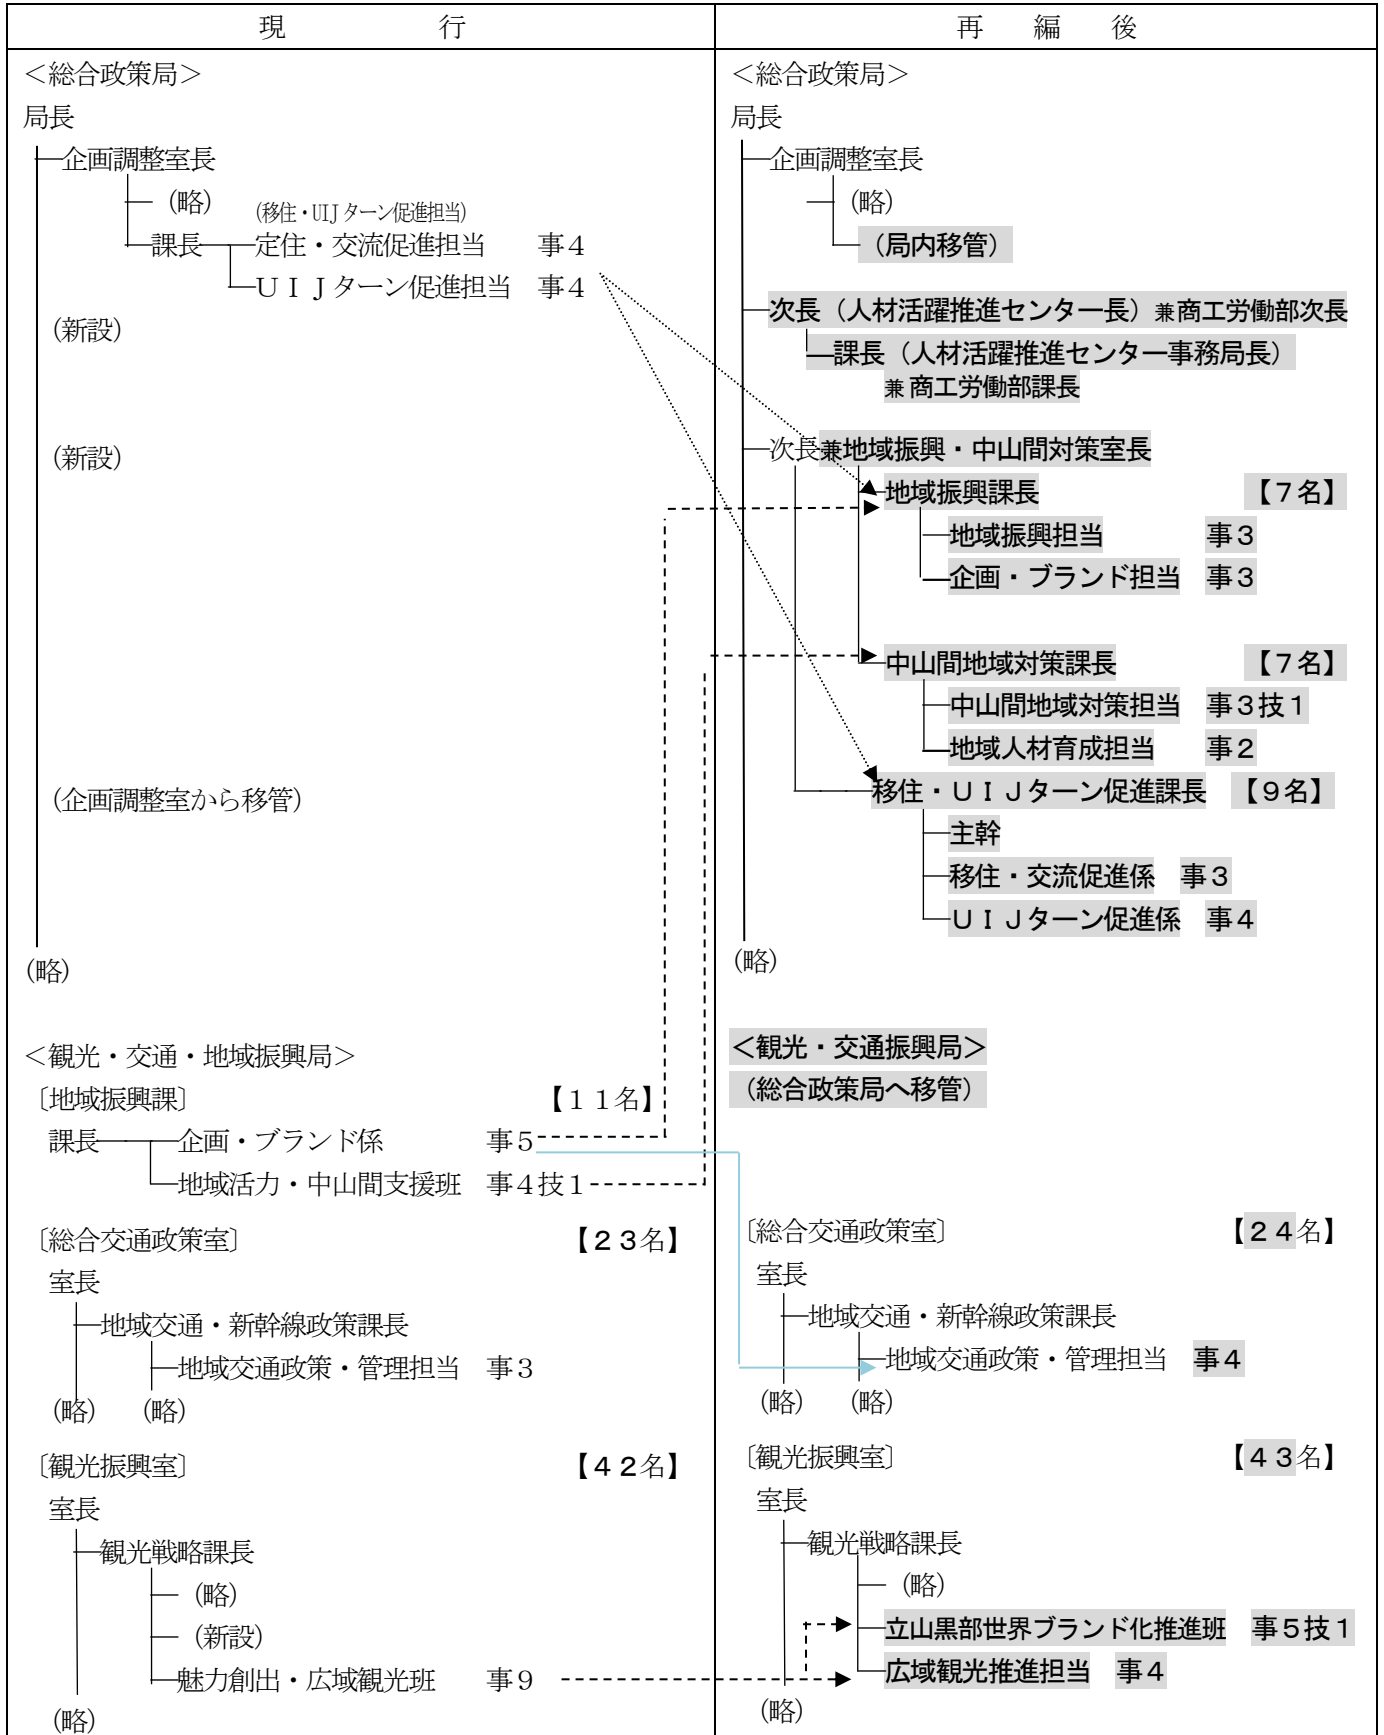 現行
＜総合政策局＞
局長
企画調整室長
（略）
(移住・UIJターン促進担当)
課長 定住・交流促進担当 事４
ＵＩＪターン促進担当 事４
（新設）
（新設）
（企画調整室から移管）
（略）
＜観光・交通・地域振興局＞
〔地域振興課〕 【１１名】
課長 企画・ブランド係 事５
地域活力・中山間支援班 事４技１
〔総合交通政策室〕 【２３名】
室長
地域交通・新幹線政策課長
地域交通政策・管理担当 事３
（略） （略）
〔観光振興室〕 【４２名】
室長
観光戦略課長
（略）
（新設）
魅力創出・広域観光班 事９
（略）
再編後
＜総合政策局＞
局長
企画調整室長
（略）
（局内移管）
次長（人材活躍推進センター長）兼商工労働部次長
課長（人材活躍推進センター事務局長）
兼商工労働部課長
次長兼地域振興・中山間対策室長
地域振興課長 【７名】
地域振興担当 事３
企画・ブランド担当 事３
中山間地域対策課長 【７名】
中山間地域対策担当 事３技１
地域人材育成担当 事２
移住・ＵＩＪターン促進課長 【９名】
主幹
移住・交流促進係 事３
ＵＩＪターン促進係 事４
（略）
＜観光・交通振興局＞
（総合政策局へ移管）
〔総合交通政策室〕 【２４名】
室長
地域交通・新幹線政策課長
地域交通政策・管理担当 事４
（略） （略）
〔観光振興室〕 【４３名】
室長
観光戦略課長
（略）
立山黒部世界ブランド化推進班 事５技１
広域観光推進担当 事４
（略）